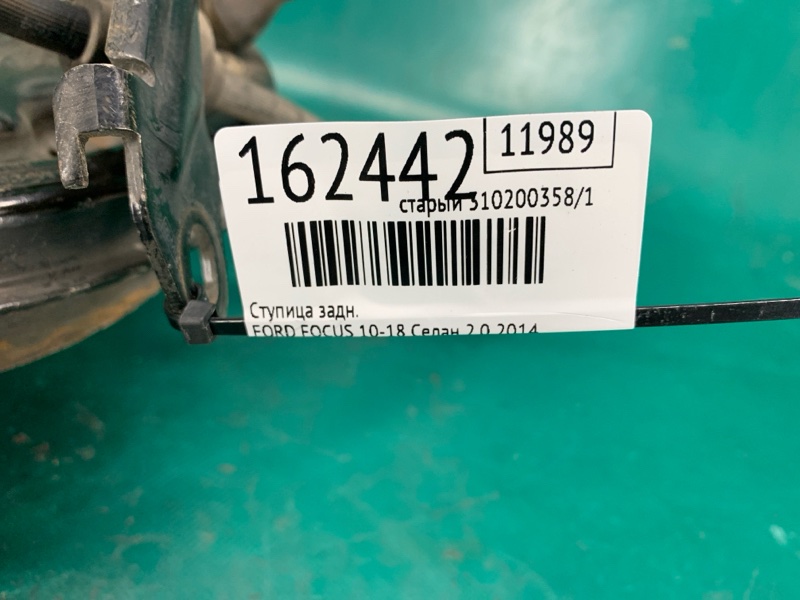 162442
11989
старый 310200358/1
Ступица задн.
FORD FOCUS 10-18 Седан 2.0 2014